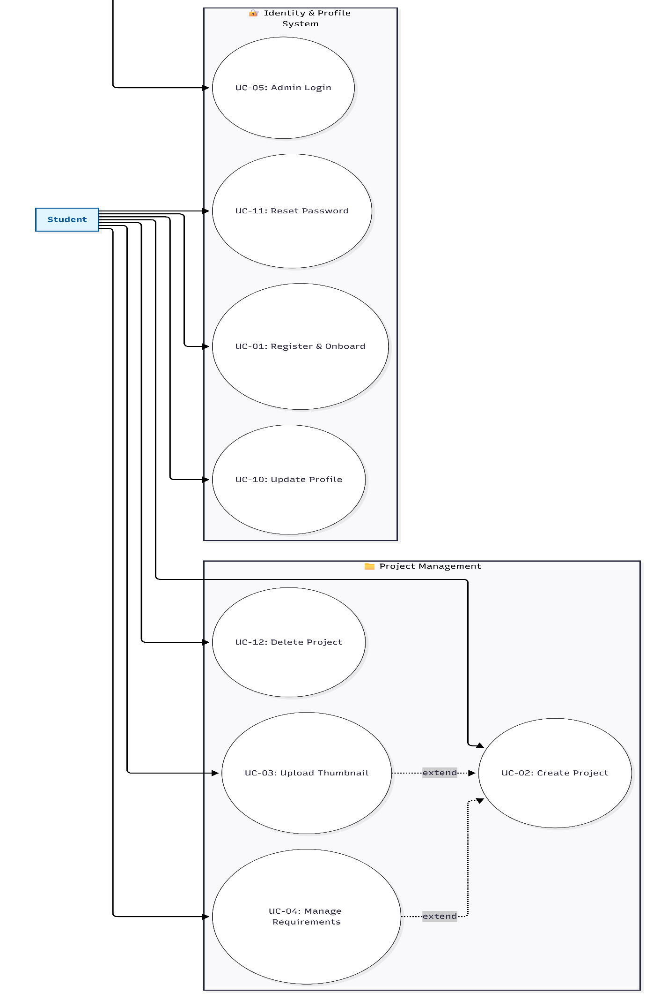 🔐 Identity & Profile
System
UC-05: Admin Login
UC-11: Reset Password
Student
UC-01: Register & Onboard
UC-10: Update Profile
📁 Project Management
UC-12: Delete Project
UC-03: Upload Thumbnail
extend
UC-02: Create Project
UC-04: Manage
Requirements
extend